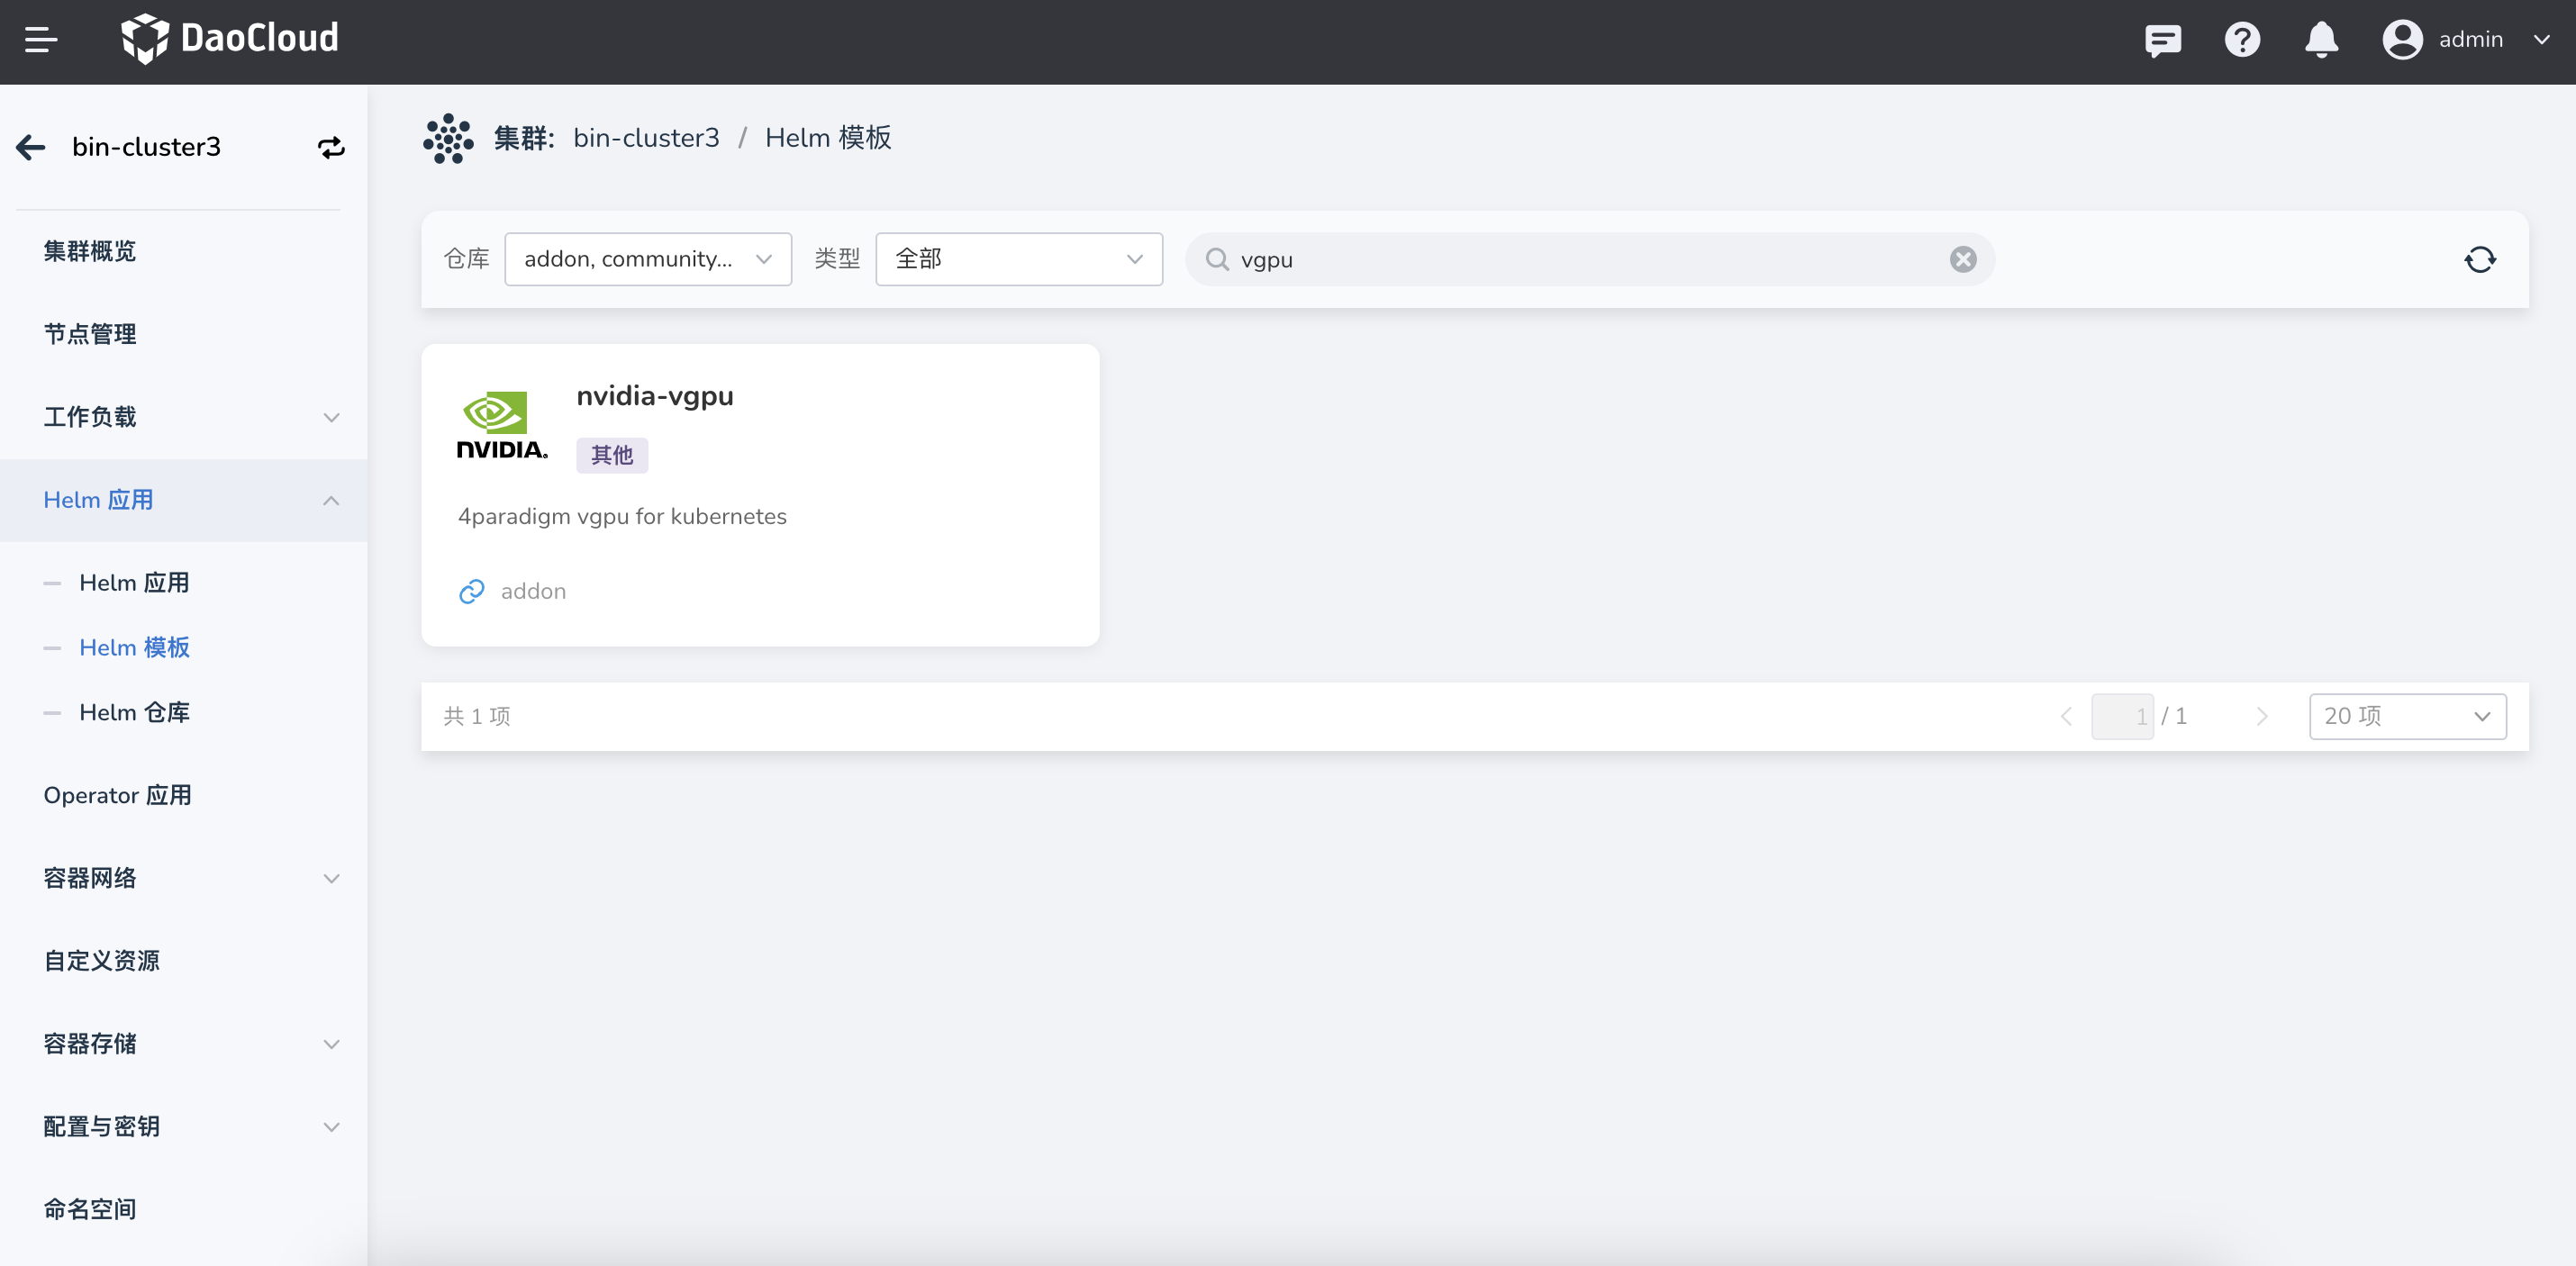 DaoCloud
admin
bin-cluster3
集群概览
节点管理
工作负载
Helm 应用
Helm 应用
Helm 模板
Helm 仓库
Operator 应用
容器网络
自定义资源
容器存储
配置与密钥
命名空间
集群: bin-cluster3 / Helm 模板
仓库 addon, community... 类型 全部 vgpu
nvidia-vgpu
NVIDIA.
其他
4paradigm vgpu for kubernetes
addon
共 1 项 1 / 1 20 项